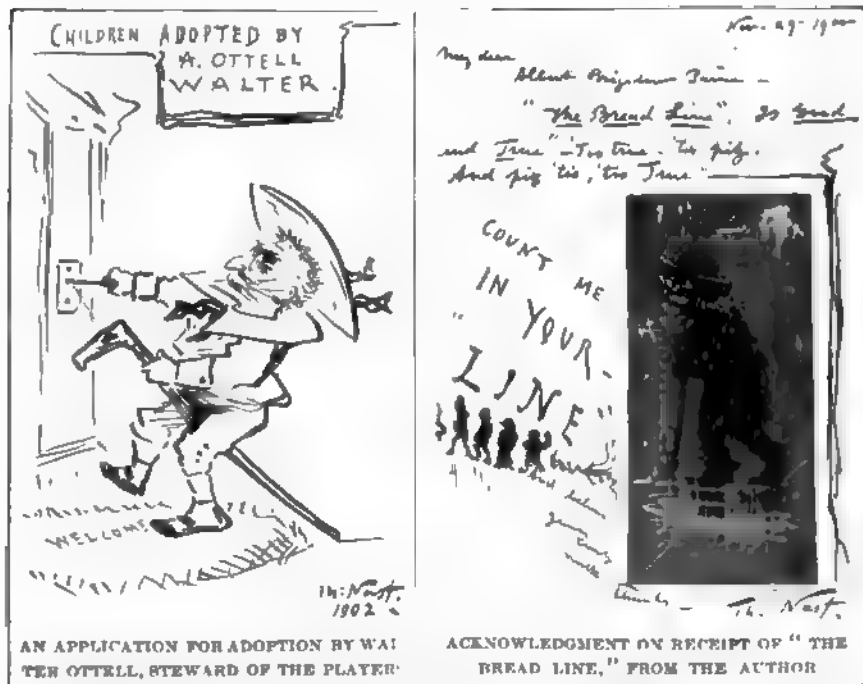 CHILDREN ADOPTED BY
A. OTTELL
WALTER.
WELCOME
Th: Nast.
1902
AN APPLICATION FOR ADOPTION BY WAL
TER OTTELL, STEWARD OF THE PLAYER
Nov. 29- 1900
My dear
Albert Bigelow Paine -
"The Bread Line", Is Good
and True" - Too true - 'tis pity.
And pity 'tis, 'tis True"
COUNT ME
IN YOUR-
"LINE"
Thanks - Th. Nast.
ACKNOWLEDGMENT ON RECEIPT OF "THE
BREAD LINE," FROM THE AUTHOR